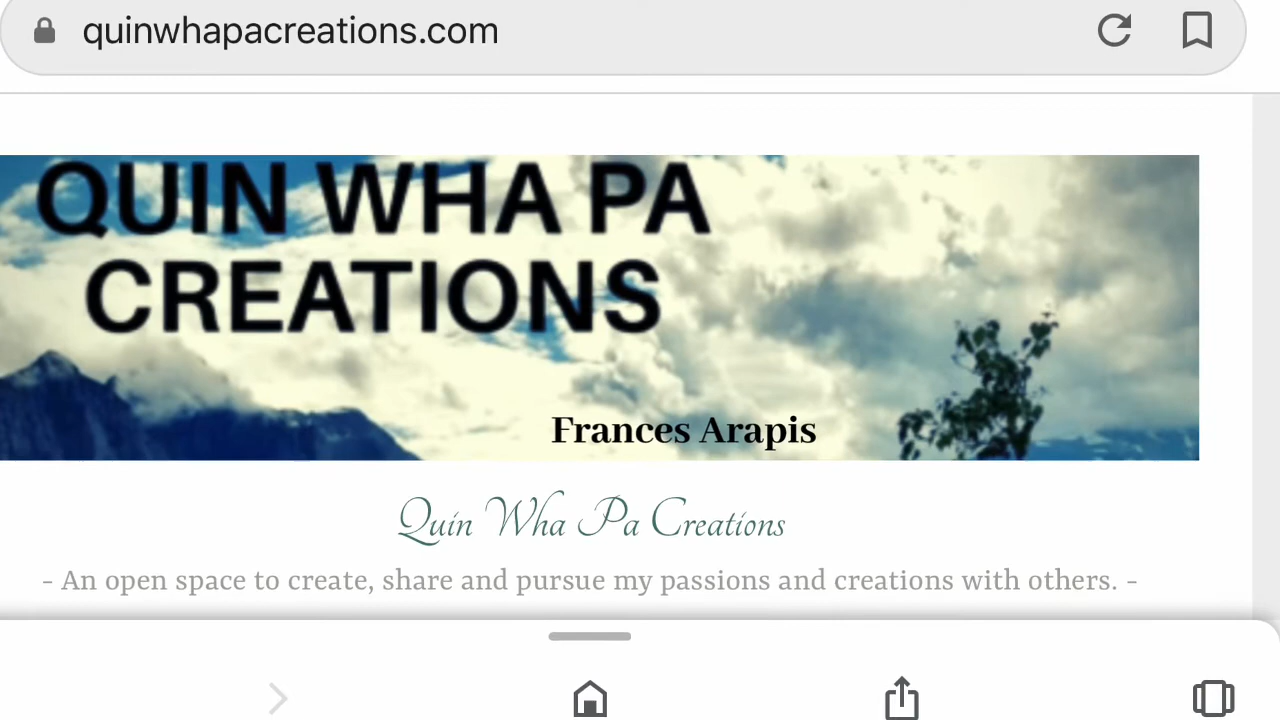 quinwhapacreations.com
QUIN WHA PA
CREATIONS
Frances Arapis
Quin Wha Pa Creations
- An open space to create, share and pursue my passions and creations with others. -